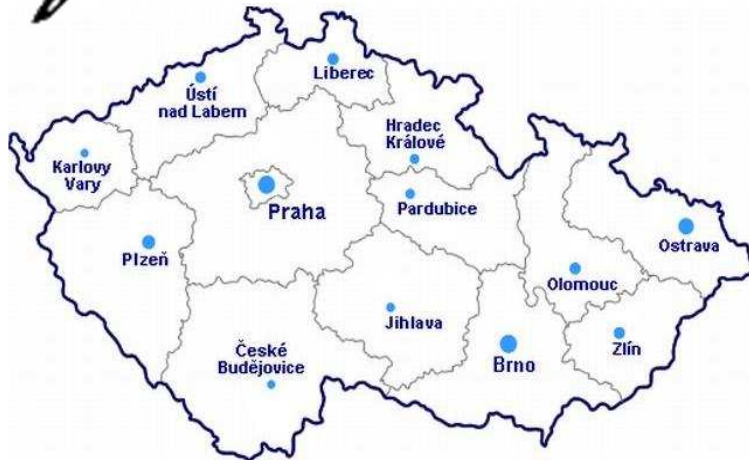 Liberec
Ústí
nad Labem
Hradec
Králové
Karlovy
Vary
Praha
Pardubice
Plzeň
Ostrava
Olomouc
Jihlava
Zlín
České
Budějovice
Brno